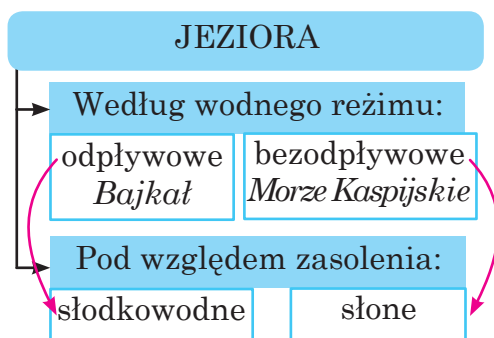 JEZIORA
Według wodnego reżimu:
odpływowe
Bajkał
bezodpływowe
Morze Kaspijskie
Pod względem zasolenia:
słodkowodne
słone